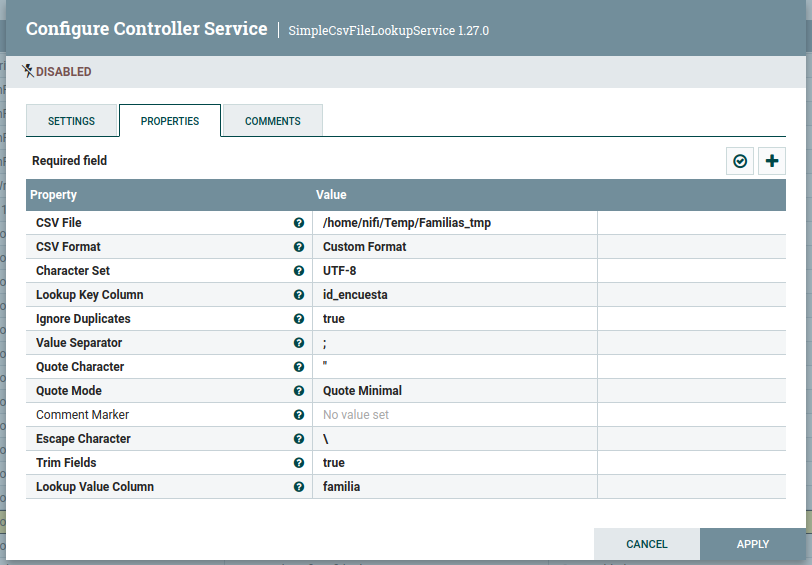 Configure Controller Service | SimpleCsvFileLookupService 1.27.0
DISABLED
SETTINGS PROPERTIES COMMENTS
Required field
Property Value
CSV File /home/nifi/Temp/Familias_tmp
CSV Format Custom Format
Character Set UTF-8
Lookup Key Column id_encuesta
Ignore Duplicates true
Value Separator ;
Quote Character "
Quote Mode Quote Minimal
Comment Marker No value set
Escape Character \
Trim Fields true
Lookup Value Column familia
CANCEL APPLY